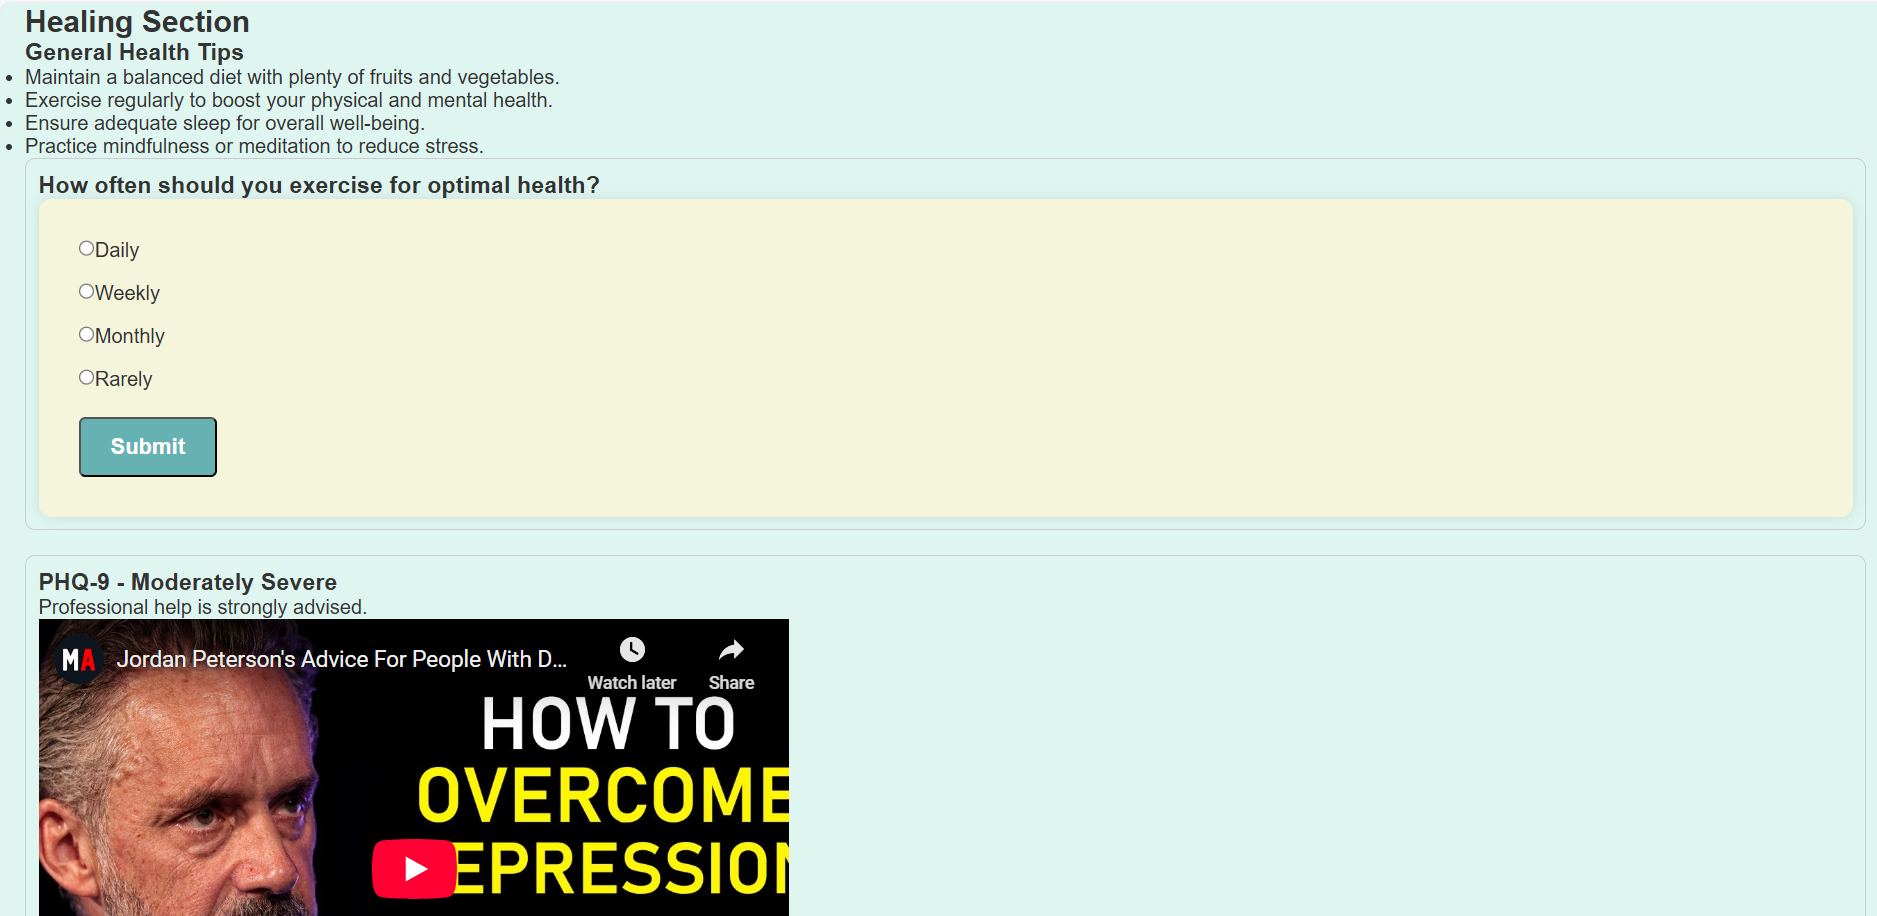 Healing Section
General Health Tips
Maintain a balanced diet with plenty of fruits and vegetables.
Exercise regularly to boost your physical and mental health.
Ensure adequate sleep for overall well-being.
Practice mindfulness or meditation to reduce stress.
How often should you exercise for optimal health?
Daily
Weekly
Monthly
Rarely
Submit
PHQ-9 - Moderately Severe
Professional help is strongly advised.
MA
Jordan Peterson's Advice For People With D...
Watch later
Share
HOW TO
OVERCOME
EPRESSION